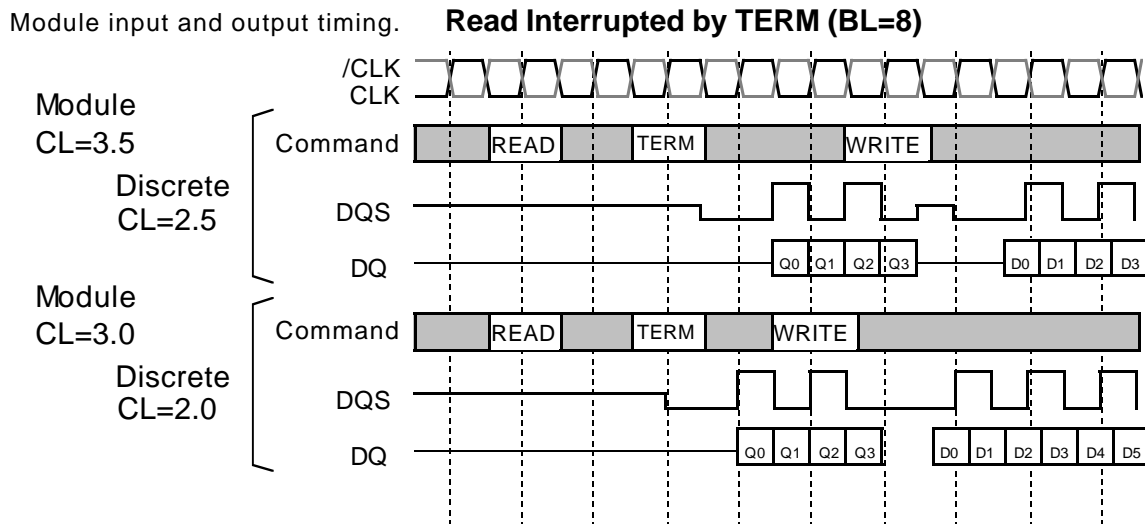 Module input and output timing. Read Interrupted by TERM (BL=8)
/CLK
CLK
Module
CL=3.5
Discrete
CL=2.5
Command READ TERM WRITE
DQS
DQ Q0 Q1 Q2 Q3 D0 D1 D2 D3
Module
CL=3.0
Discrete
CL=2.0
Command READ TERM WRITE
DQS
DQ Q0 Q1 Q2 Q3 D0 D1 D2 D3 D4 D5